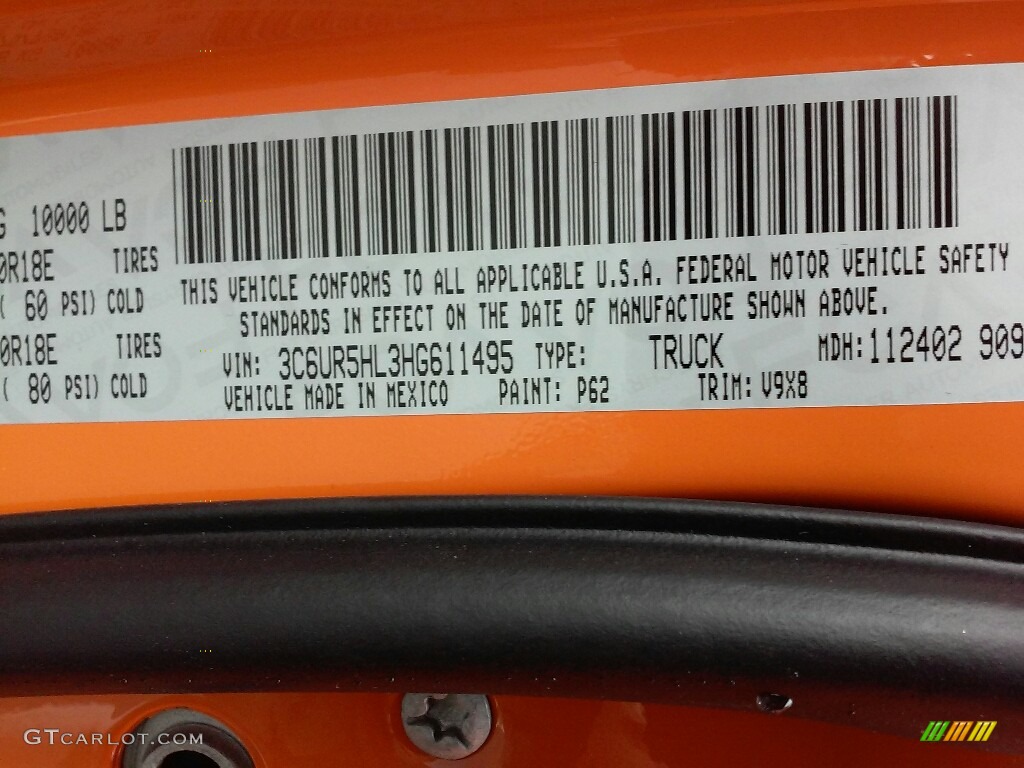 G 10000 LB
0R18E TIRES
( 60 PSI) COLD
0R18E TIRES
( 80 PSI) COLD
THIS VEHICLE CONFORMS TO ALL APPLICABLE U.S.A. FEDERAL MOTOR VEHICLE SAFETY
STANDARDS IN EFFECT ON THE DATE OF MANUFACTURE SHOWN ABOVE.
VIN: 3C6UR5HL3HG611495 TYPE: TRUCK MDH:112402 909
VEHICLE MADE IN MEXICO PAINT: P62 TRIM: V9X8
GTCARLOT.COM